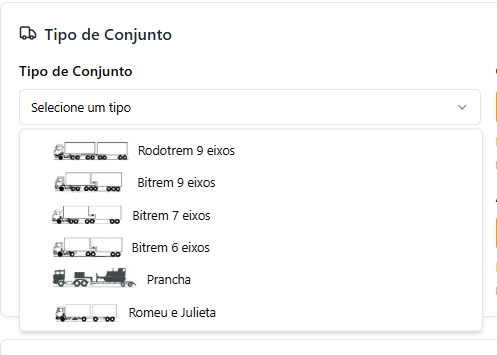 Tipo de Conjunto
Tipo de Conjunto
Selecione um tipo
Rodotrem 9 eixos
Bitrem 9 eixos
Bitrem 7 eixos
Bitrem 6 eixos
Prancha
Romeu e Julieta